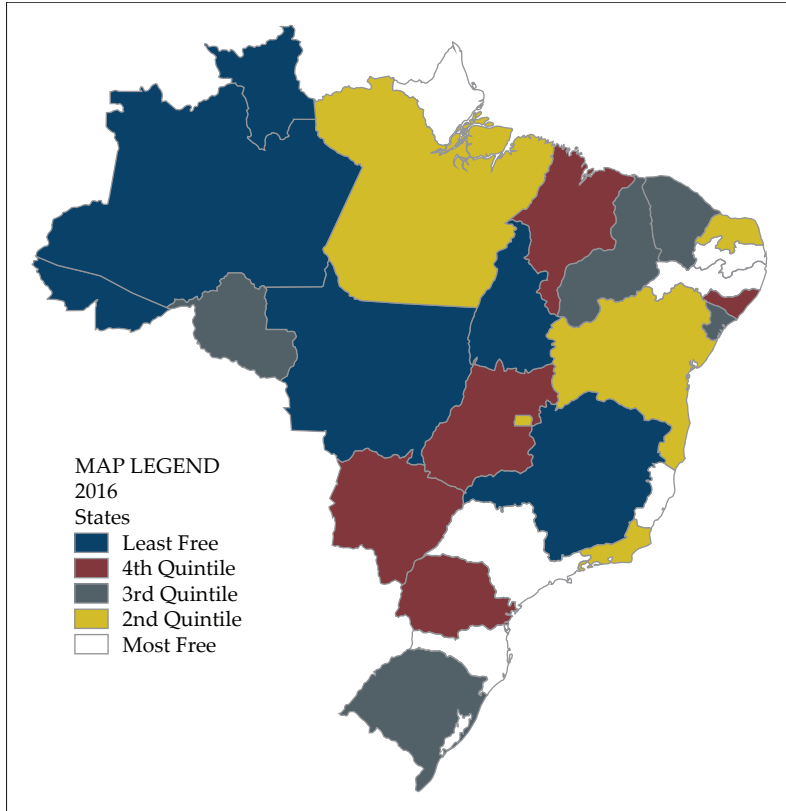 MAP LEGEND
2016
States
Least Free
4th Quintile
3rd Quintile
2nd Quintile
Most Free